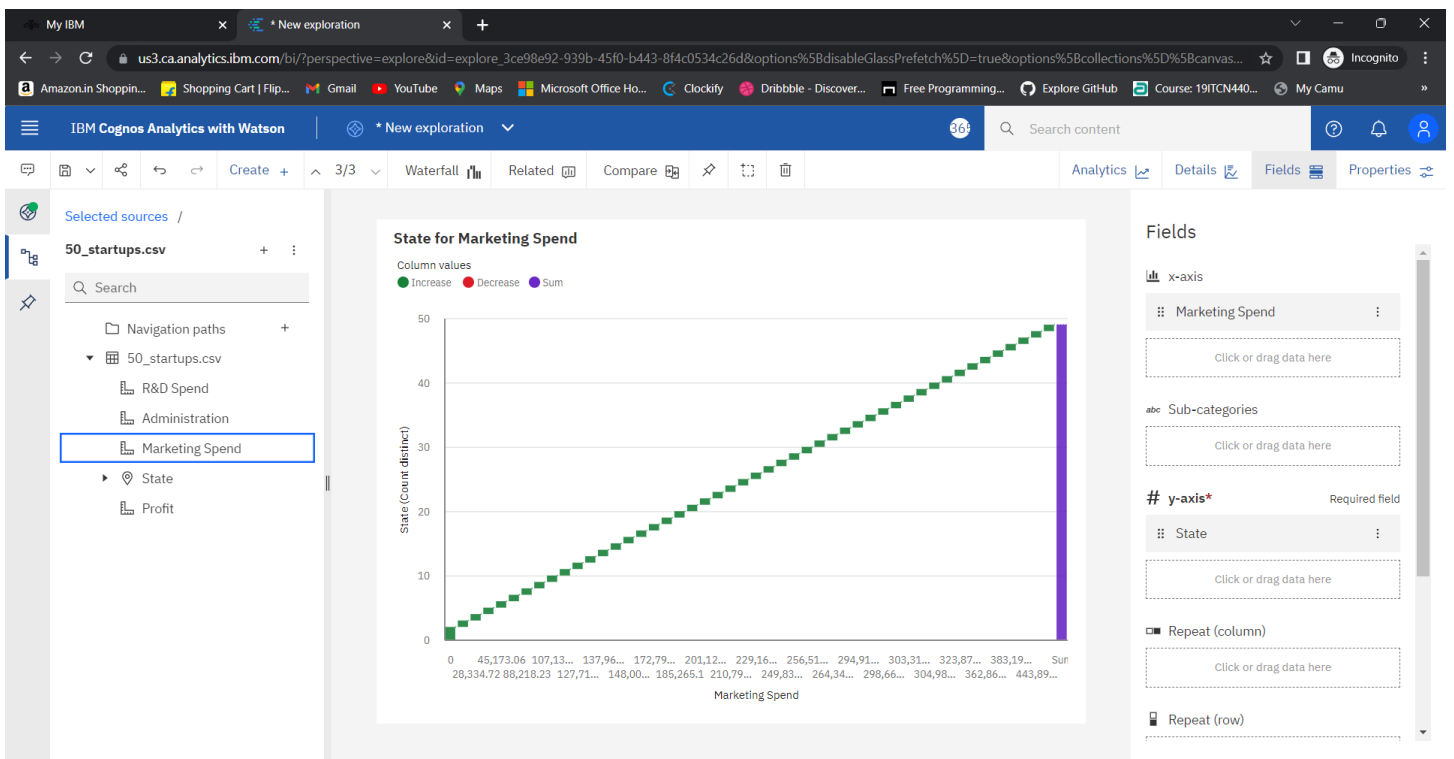 My IBM
* New exploration
us3.ca.analytics.ibm.com/bi/?perspective=explore&id=explore_3ce98e92-939b-45f0-b443-8f4c0534c26d&options%5BdisableGlassPrefetch%5D=true&options%5Bcollections%5D%5Bcanvas...
Incognito
Amazon.in Shoppin...
Shopping Cart | Flip...
Gmail
YouTube
Maps
Microsoft Office Ho...
Clockify
Dribbble - Discover...
Free Programming...
Explore GitHub
Course: 19ITCN440...
My Camu
»
IBM Cognos Analytics with Watson
* New exploration
365
Search content
Create +
3/3
Waterfall
Related
Compare
Analytics
Details
Fields
Properties
Selected sources /
50_startups.csv
Search
Navigation paths
50_startups.csv
R&D Spend
Administration
Marketing Spend
State
Profit
State for Marketing Spend
Column values
Increase
Decrease
Sum
50
40
30
20
10
0
State (Count distinct)
0 45,173.06 107,13... 137,96... 172,79... 201,12... 229,16... 256,51... 294,91... 303,31... 323,87... 383,19... Sum
28,334.72 88,218.23 127,71... 148,00... 185,265.1 210,79... 249,83... 264,34... 298,66... 304,98... 362,86... 443,89...
Marketing Spend
Fields
x-axis
Marketing Spend
Click or drag data here
abc Sub-categories
Click or drag data here
# y-axis* Required field
State
Click or drag data here
Repeat (column)
Click or drag data here
Repeat (row)